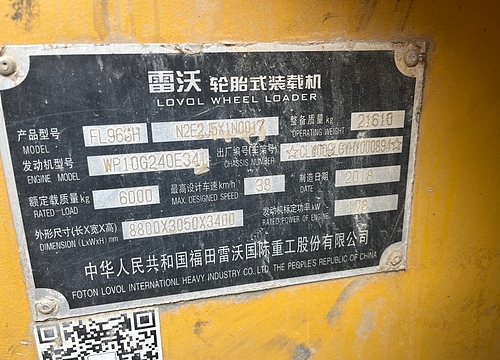 雷沃 轮胎式装载机
LOVOL WHEEL LOADER
产品型号 MODEL FL966H N2E2J5X1N0017 整备质量 kg OPERATING WEIGHT 21610
发动机型号 ENGINE MODEL WP10G240E341 出厂编号(车架号) CHASSIS NUMBER
额定载质量 kg RATED LOAD 6000 最高设计车速 km/h MAX. DESIGNED SPEED 38 制造日期 DATE 2018
外形尺寸(长X宽X高) DIMENSION (LxWxH) mm 8800X3050X3400 发动机标定功率 kW RATED POWER OF ENGINE
中华人民共和国福田雷沃国际重工股份有限公司
FOTON LOVOL INTERNATIONL HEAVY INDUSTRY CO.,LTD. THE PEOPLE'S REPUBLIC OF CHINA